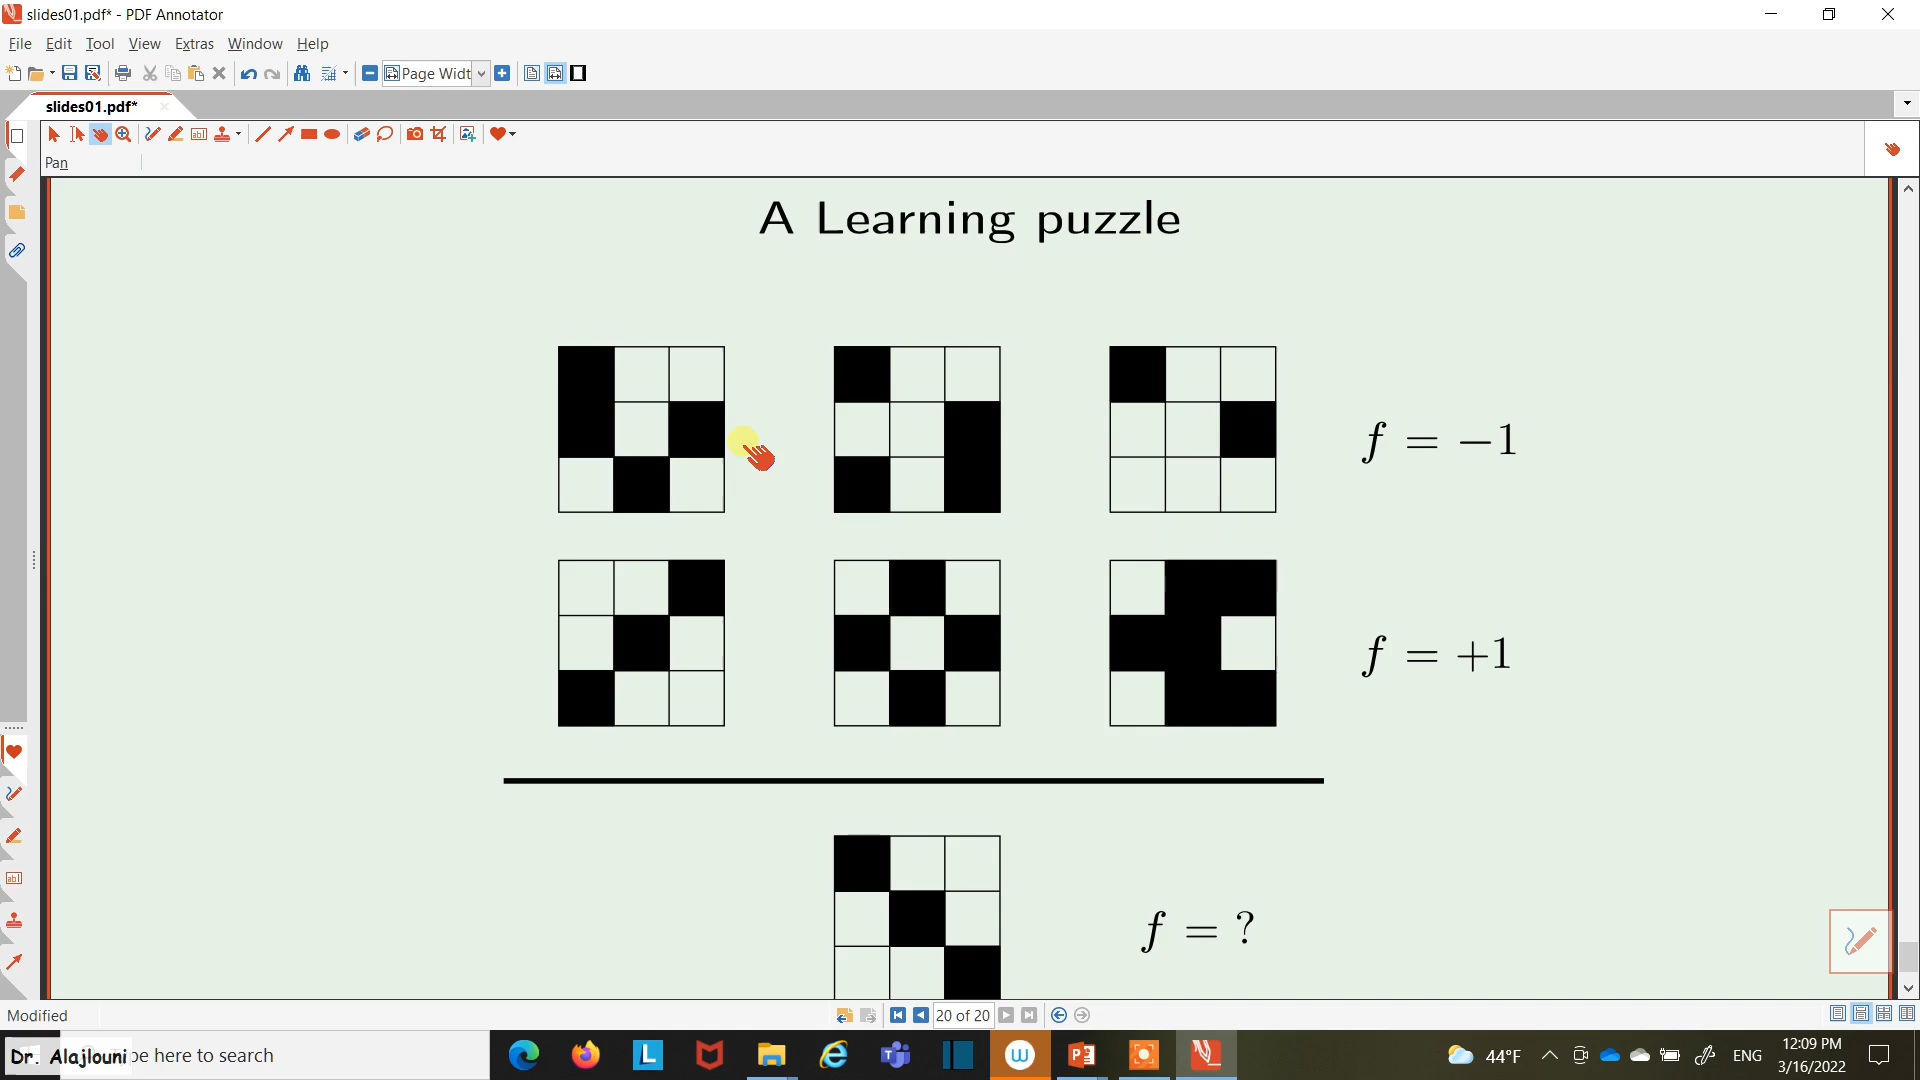 slides01.pdf* - PDF Annotator
File Edit Tool View Extras Window Help
Page Widt
slides01.pdf*
Pan
A Learning puzzle
f = −1
f = +1
f = ?
Modified
20 of 20
Dr. Alajlouni pe here to search
44°F
ENG
12:09 PM
3/16/2022